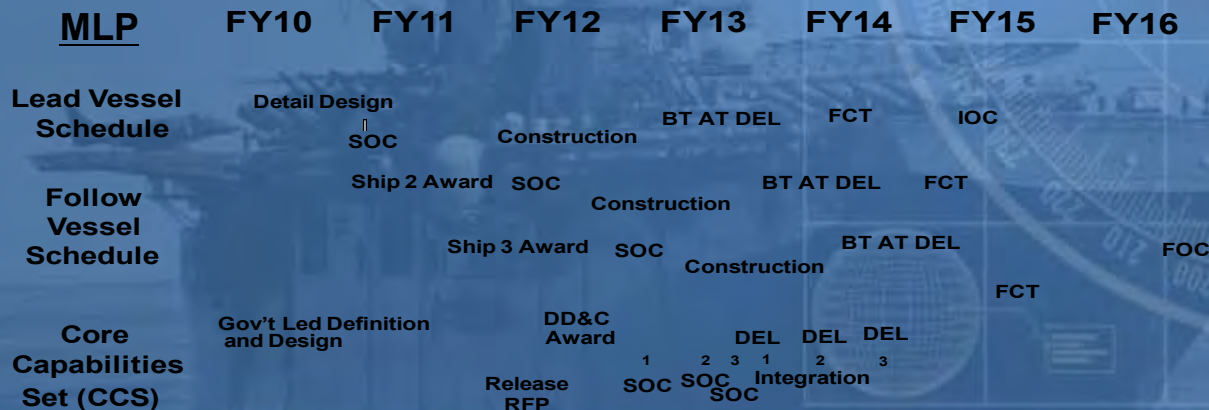 MLP FY10 FY11 FY12 FY13 FY14 FY15 FY16
Lead Vessel
Schedule
Detail Design
SOC
Construction
BT AT DEL
FCT
IOC
Follow
Vessel
Schedule
Ship 2 Award SOC
Construction
BT AT DEL FCT
Ship 3 Award SOC
Construction
BT AT DEL
FCT
FOC
Core
Capabilities
Set (CCS)
Gov't Led Definition
and Design
DD&C
Award
Release
RFP
DEL DEL DEL
1 2 3 1 2 3
SOC SOC Integration
SOC
210
220